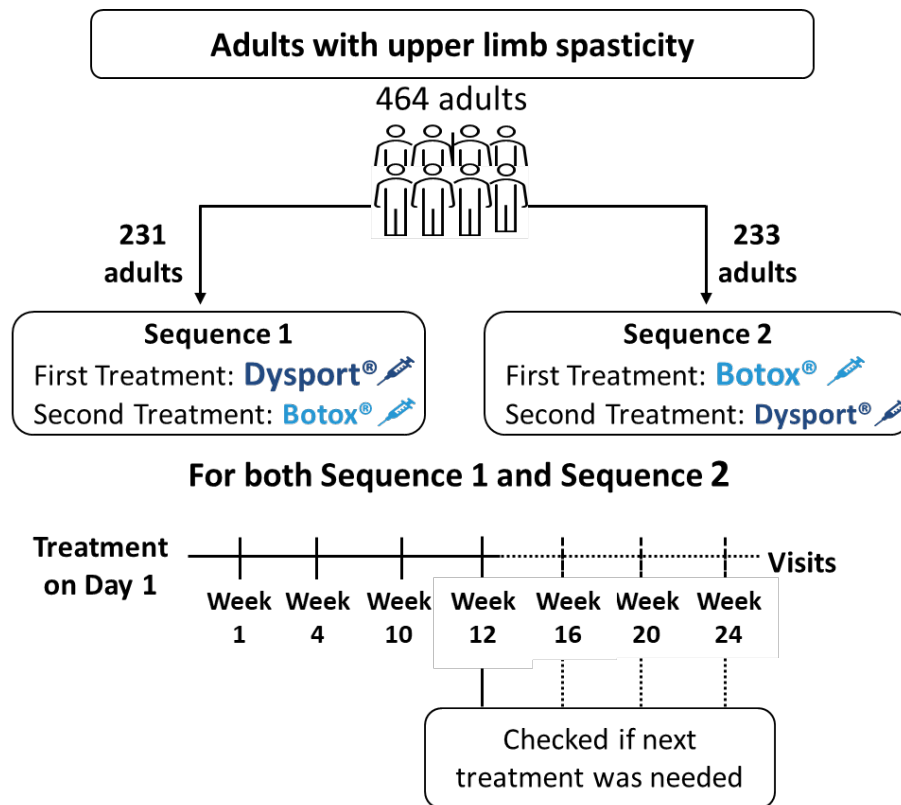 Adults with upper limb spasticity
464 adults
231
adults
233
adults
Sequence 1
First Treatment: Dysport®
Second Treatment: Botox®
Sequence 2
First Treatment: Botox®
Second Treatment: Dysport®
For both Sequence 1 and Sequence 2
Treatment
on Day 1
Visits
Week
1
Week
4
Week
10
Week
12
Week
16
Week
20
Week
24
Checked if next
treatment was needed